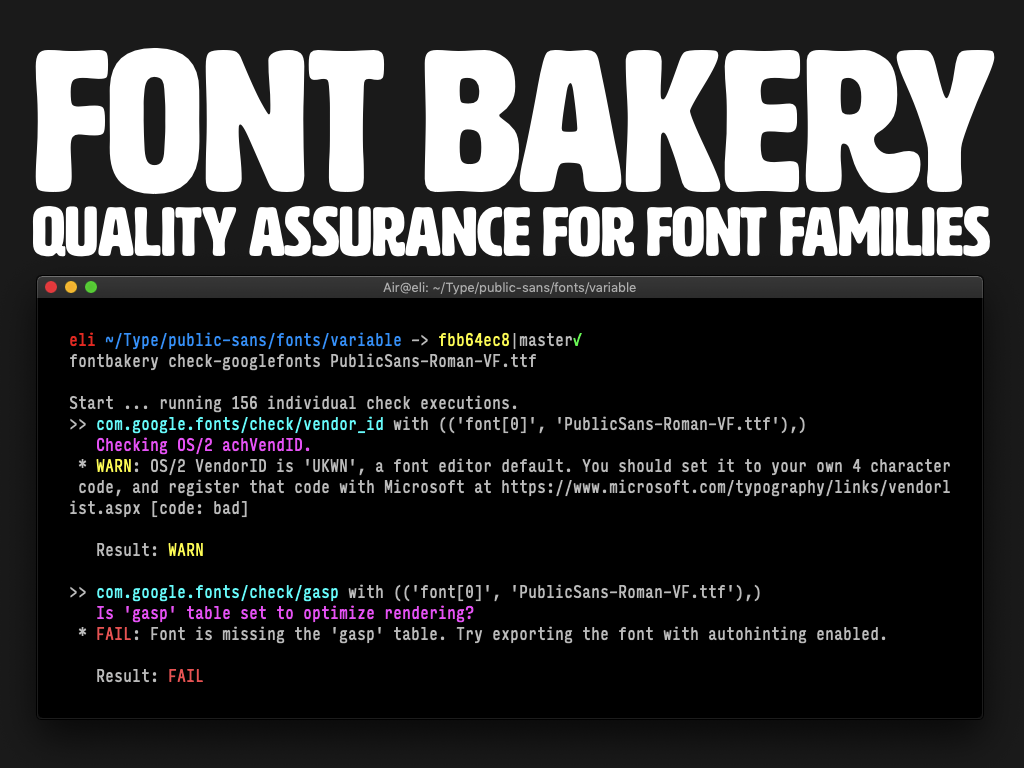 FONT BAKERY
QUALITY ASSURANCE FOR FONT FAMILIES
Air@eli: ~/Type/public-sans/fonts/variable
eli ~/Type/public-sans/fonts/variable -> fbb64ec8|master√
fontbakery check-googlefonts PublicSans-Roman-VF.ttf
Start ... running 156 individual check executions.
>> com.google.fonts/check/vendor_id with (('font[0]', 'PublicSans-Roman-VF.ttf'),)
Checking OS/2 achVendID.
* WARN: OS/2 VendorID is 'UKWN', a font editor default. You should set it to your own 4 character
code, and register that code with Microsoft at https://www.microsoft.com/typography/links/vendorl
ist.aspx [code: bad]
Result: WARN
>> com.google.fonts/check/gasp with (('font[0]', 'PublicSans-Roman-VF.ttf'),)
Is 'gasp' table set to optimize rendering?
* FAIL: Font is missing the 'gasp' table. Try exporting the font with autohinting enabled.
Result: FAIL